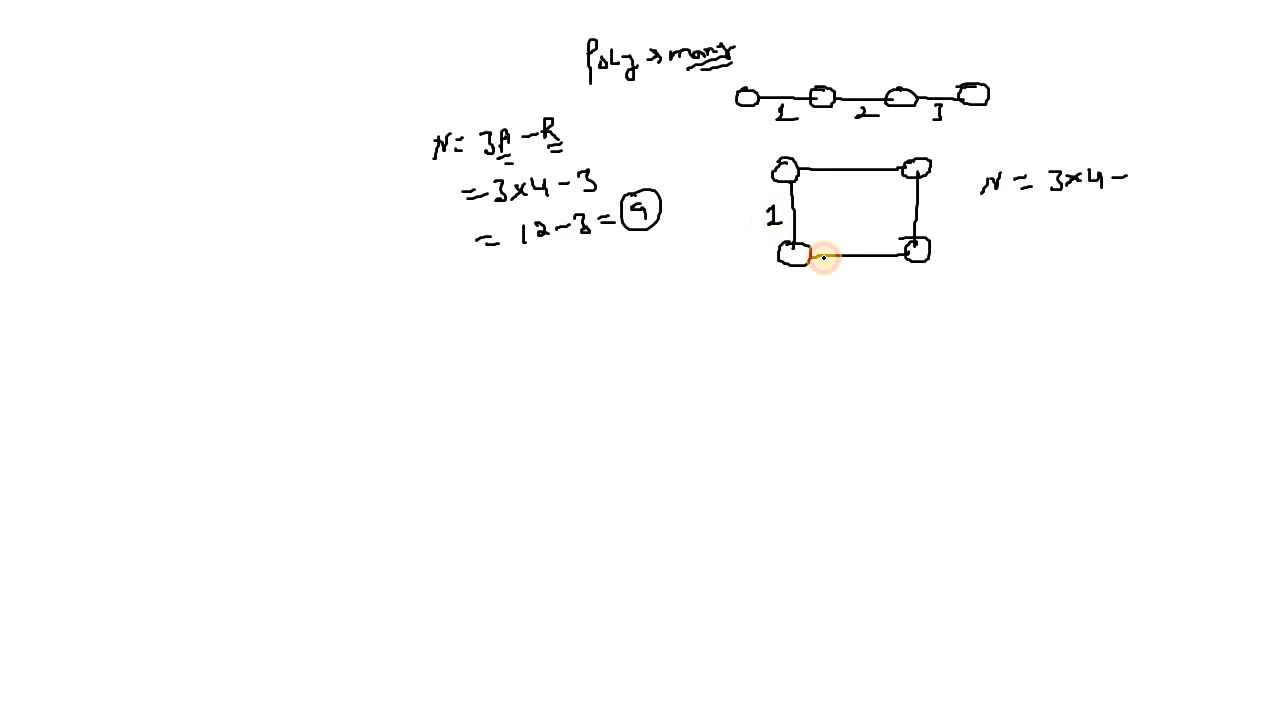 Poly → many
1 2 3
N = 3A - R
= 3×4 - 3
= 12 - 3 = 9
1
N = 3×4 -